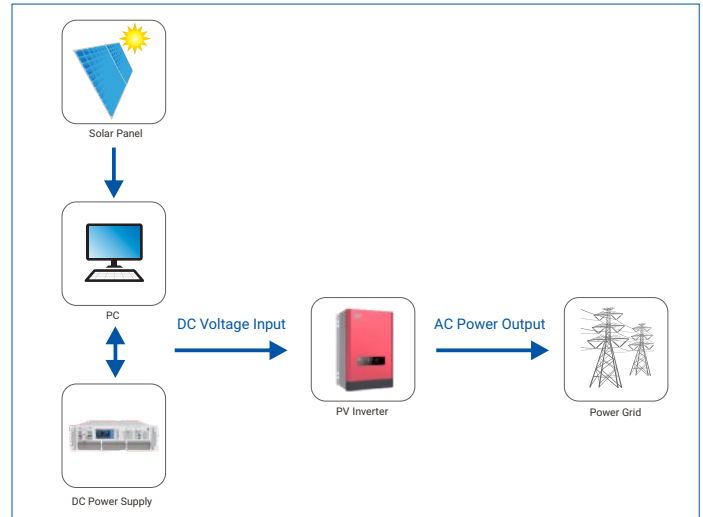 Solar Panel
PC
DC Voltage Input
AC Power Output
PV Inverter
Power Grid
DC Power Supply